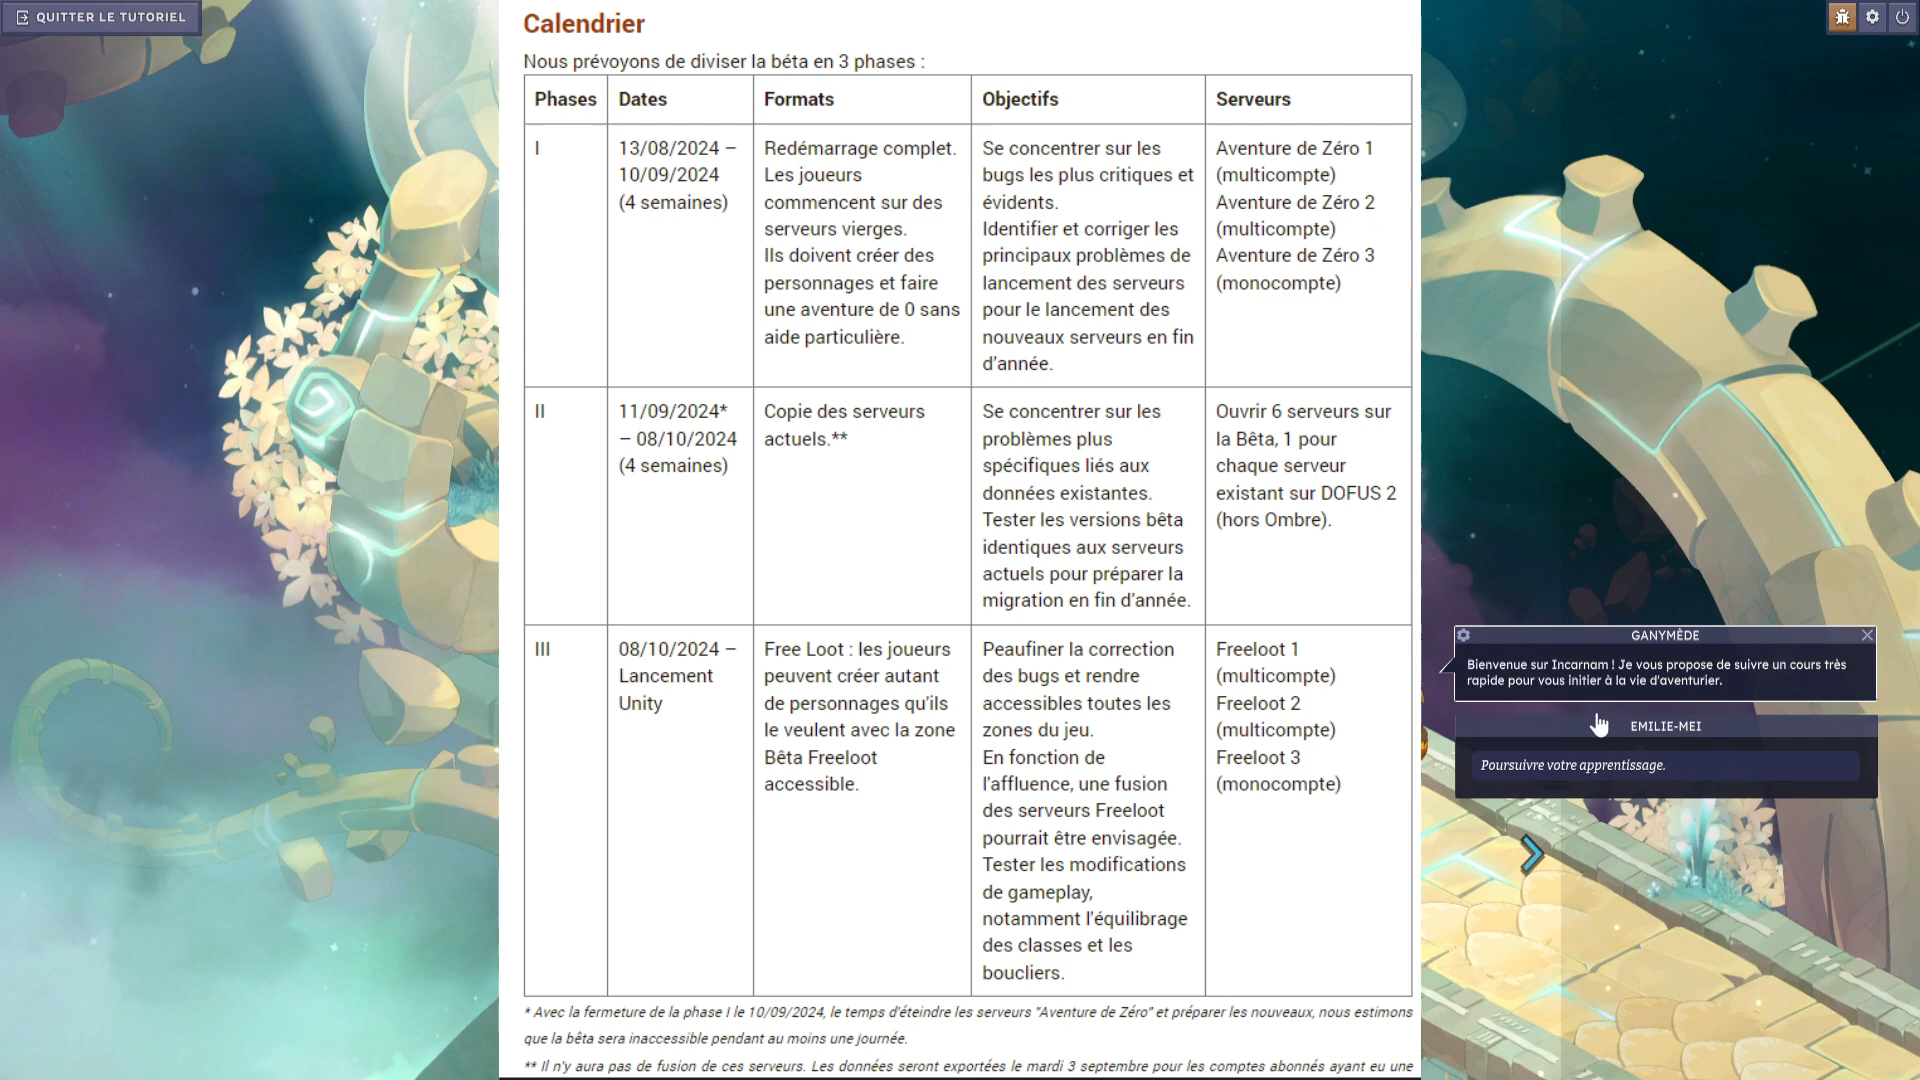 QUITTER LE TUTORIEL
Calendrier
Nous prévoyons de diviser la béta en 3 phases :
Phases
Dates
Formats
Objectifs
Serveurs
I
13/08/2024 –
10/09/2024
(4 semaines)
Redémarrage complet.
Les joueurs
commencent sur des
serveurs vierges.
Ils doivent créer des
personnages et faire
une aventure de 0 sans
aide particulière.
Se concentrer sur les
bugs les plus critiques et
évidents.
Identifier et corriger les
principaux problèmes de
lancement des serveurs
pour le lancement des
nouveaux serveurs en fin
d'année.
Aventure de Zéro 1
(multicompte)
Aventure de Zéro 2
(multicompte)
Aventure de Zéro 3
(monocompte)
II
11/09/2024*
– 08/10/2024
(4 semaines)
Copie des serveurs
actuels.**
Se concentrer sur les
problèmes plus
spécifiques liés aux
données existantes.
Tester les versions bêta
identiques aux serveurs
actuels pour préparer la
migration en fin d'année.
Ouvrir 6 serveurs sur
la Bêta, 1 pour
chaque serveur
existant sur DOFUS 2
(hors Ombre).
III
08/10/2024 –
Lancement
Unity
Free Loot : les joueurs
peuvent créer autant
de personnages qu'ils
le veulent avec la zone
Bêta Freeloot
accessible.
Peaufiner la correction
des bugs et rendre
accessibles toutes les
zones du jeu.
En fonction de
l'affluence, une fusion
des serveurs Freeloot
pourrait être envisagée.
Tester les modifications
de gameplay,
notamment l'équilibrage
des classes et les
boucliers.
Freeloot 1
(multicompte)
Freeloot 2
(multicompte)
Freeloot 3
(monocompte)
* Avec la fermeture de la phase I le 10/09/2024, le temps d'éteindre les serveurs "Aventure de Zéro" et préparer les nouveaux, nous estimons
que la bêta sera inaccessible pendant au moins une journée.
** Il n'y aura pas de fusion de ces serveurs. Les données seront exportées le mardi 3 septembre pour les comptes abonnés ayant eu une
GANYMÈDE
Bienvenue sur Incarnam ! Je vous propose de suivre un cours très
rapide pour vous initier à la vie d'aventurier.
EMILIE-MEI
Poursuivre votre apprentissage.